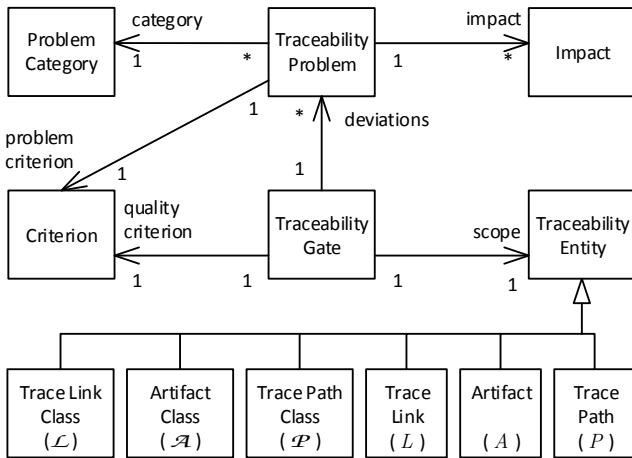 category
impact
Problem
Category
Traceability
Problem
Impact
1
*
1
*
problem
criterion
1
*
deviations
1
1
Criterion
quality
criterion
Traceability
Gate
scope
Traceability
Entity
1
1
1
1
Trace Link
Class
(ℒ)
Artifact
Class
(𝒜)
Trace Path
Class
(𝒫)
Trace
Link
(L)
Artifact
(A)
Trace
Path
(P)